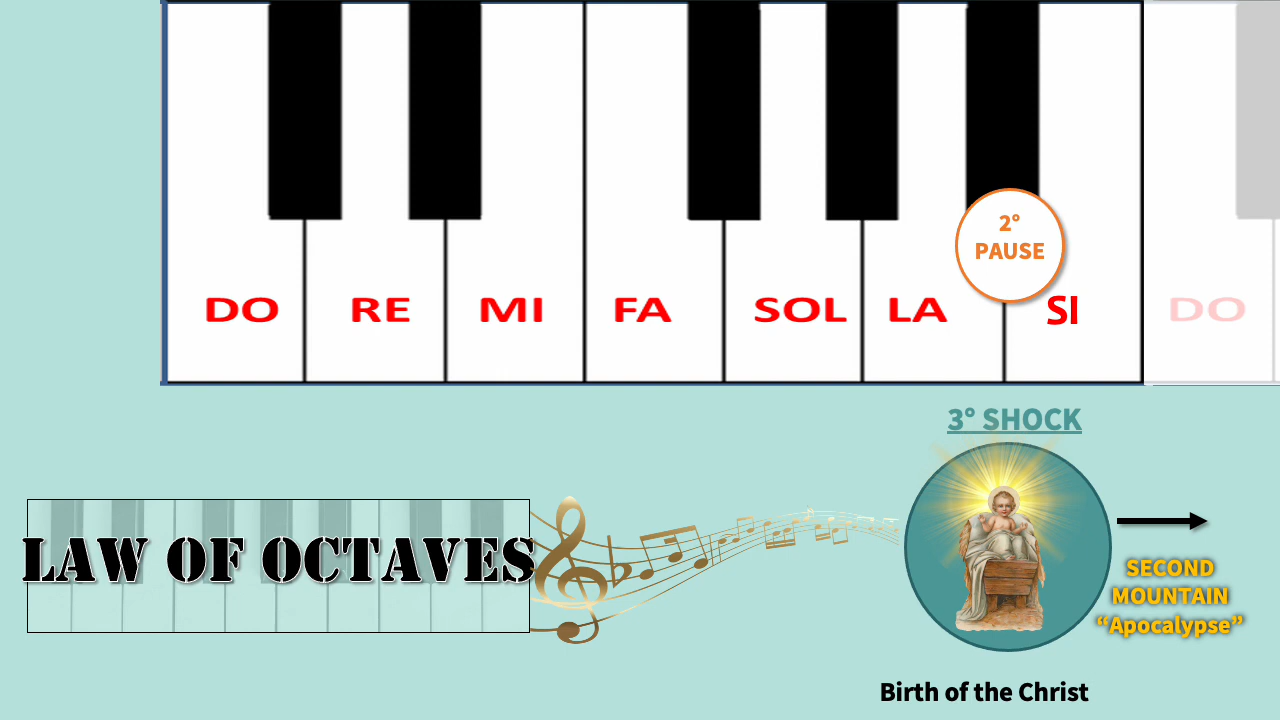 2°
PAUSE
DO RE MI FA SOL LA SI DO
3° SHOCK
LAW OF OCTAVES
SECOND
MOUNTAIN
“Apocalypse”
Birth of the Christ